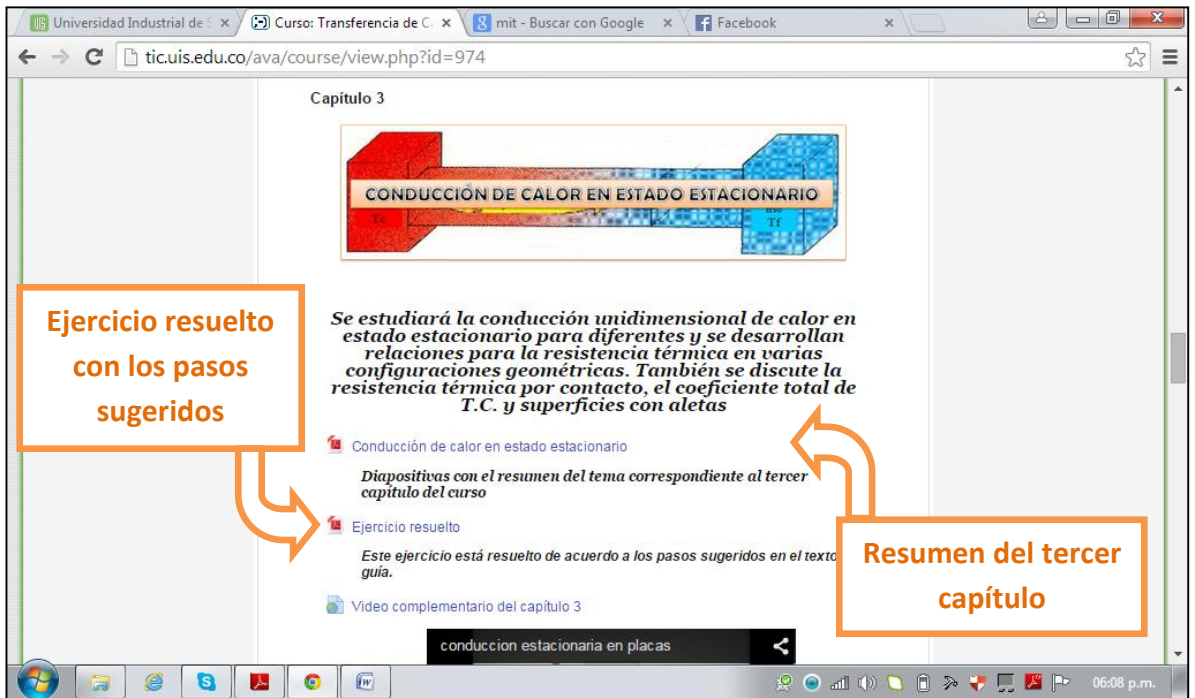 Universidad Industrial de S
Curso: Transferencia de C
mit - Buscar con Google
Facebook
tic.uis.edu.co/ava/course/view.php?id=974
Capítulo 3
CONDUCCIÓN DE CALOR EN ESTADO ESTACIONARIO
Tc
Tf
Se estudiará la conducción unidimensional de calor en
estado estacionario para diferentes y se desarrollan
relaciones para la resistencia térmica en varias
configuraciones geométricas. También se discute la
resistencia térmica por contacto, el coeficiente total de
T.C. y superficies con aletas
Ejercicio resuelto
con los pasos
sugeridos
Conducción de calor en estado estacionario
Diapositivas con el resumen del tema correspondiente al tercer
capítulo del curso
Ejercicio resuelto
Este ejercicio está resuelto de acuerdo a los pasos sugeridos en el texto
guía.
Resumen del tercer
capítulo
Video complementario del capítulo 3
conduccion estacionaria en placas
06:08 p.m.